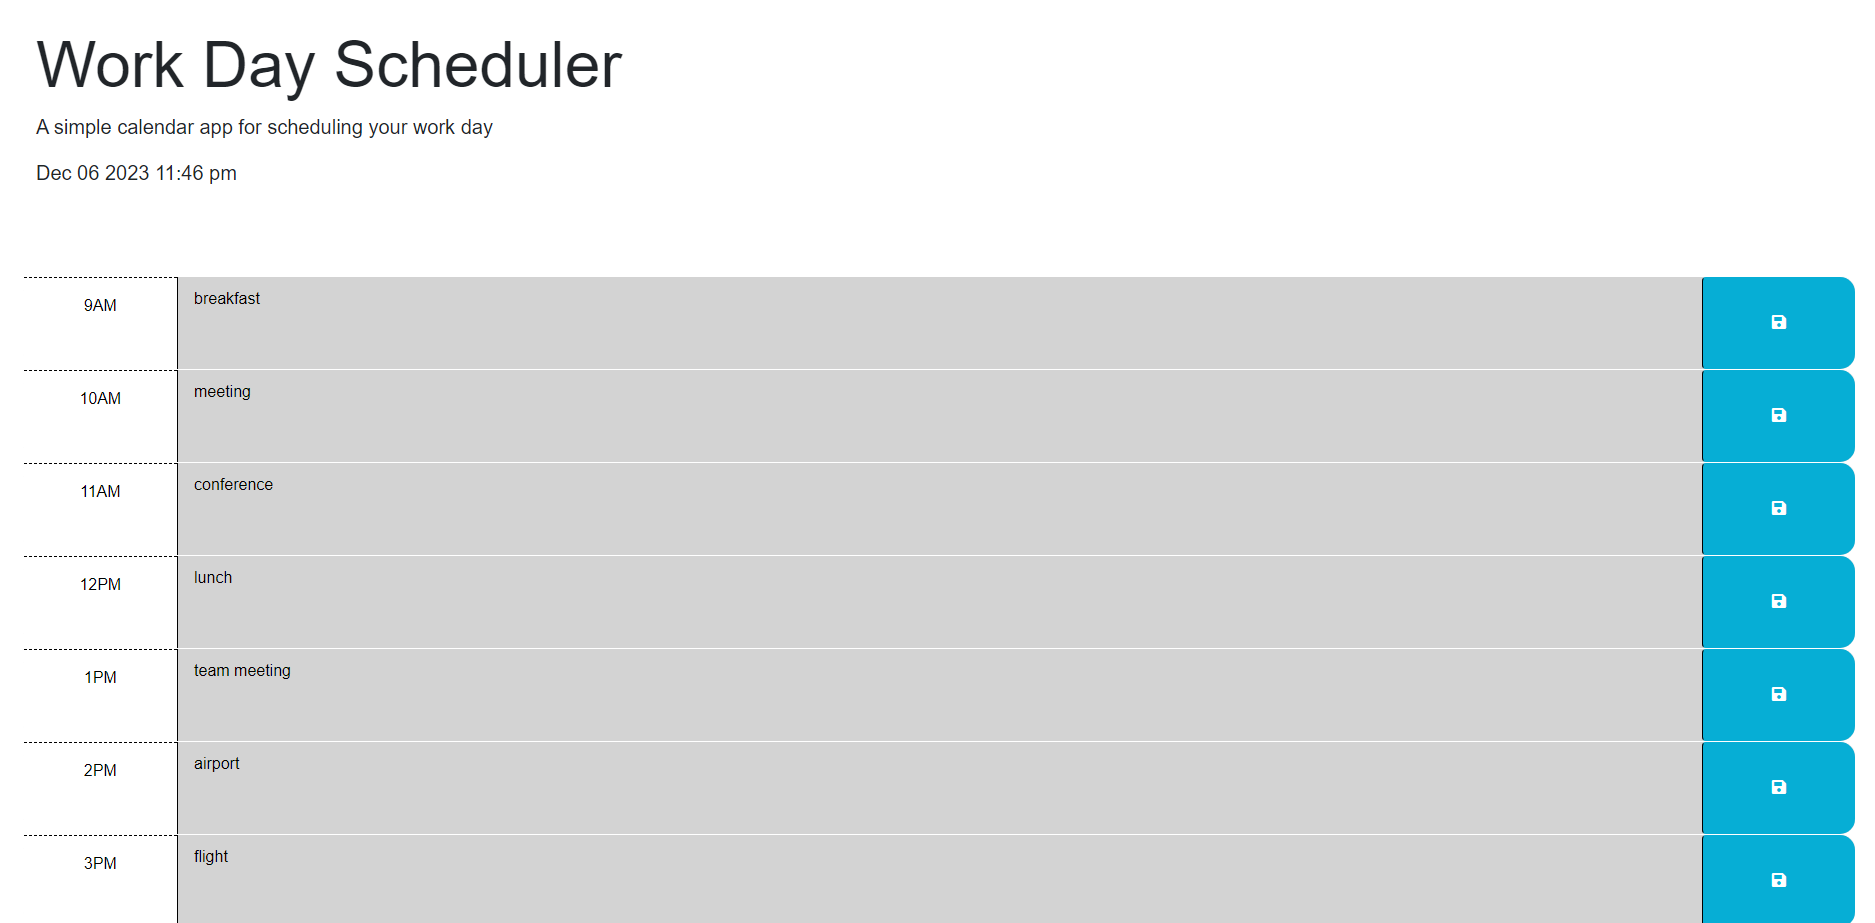 Work Day Scheduler
A simple calendar app for scheduling your work day
Dec 06 2023 11:46 pm
9AM breakfast
10AM meeting
11AM conference
12PM lunch
1PM team meeting
2PM airport
3PM flight